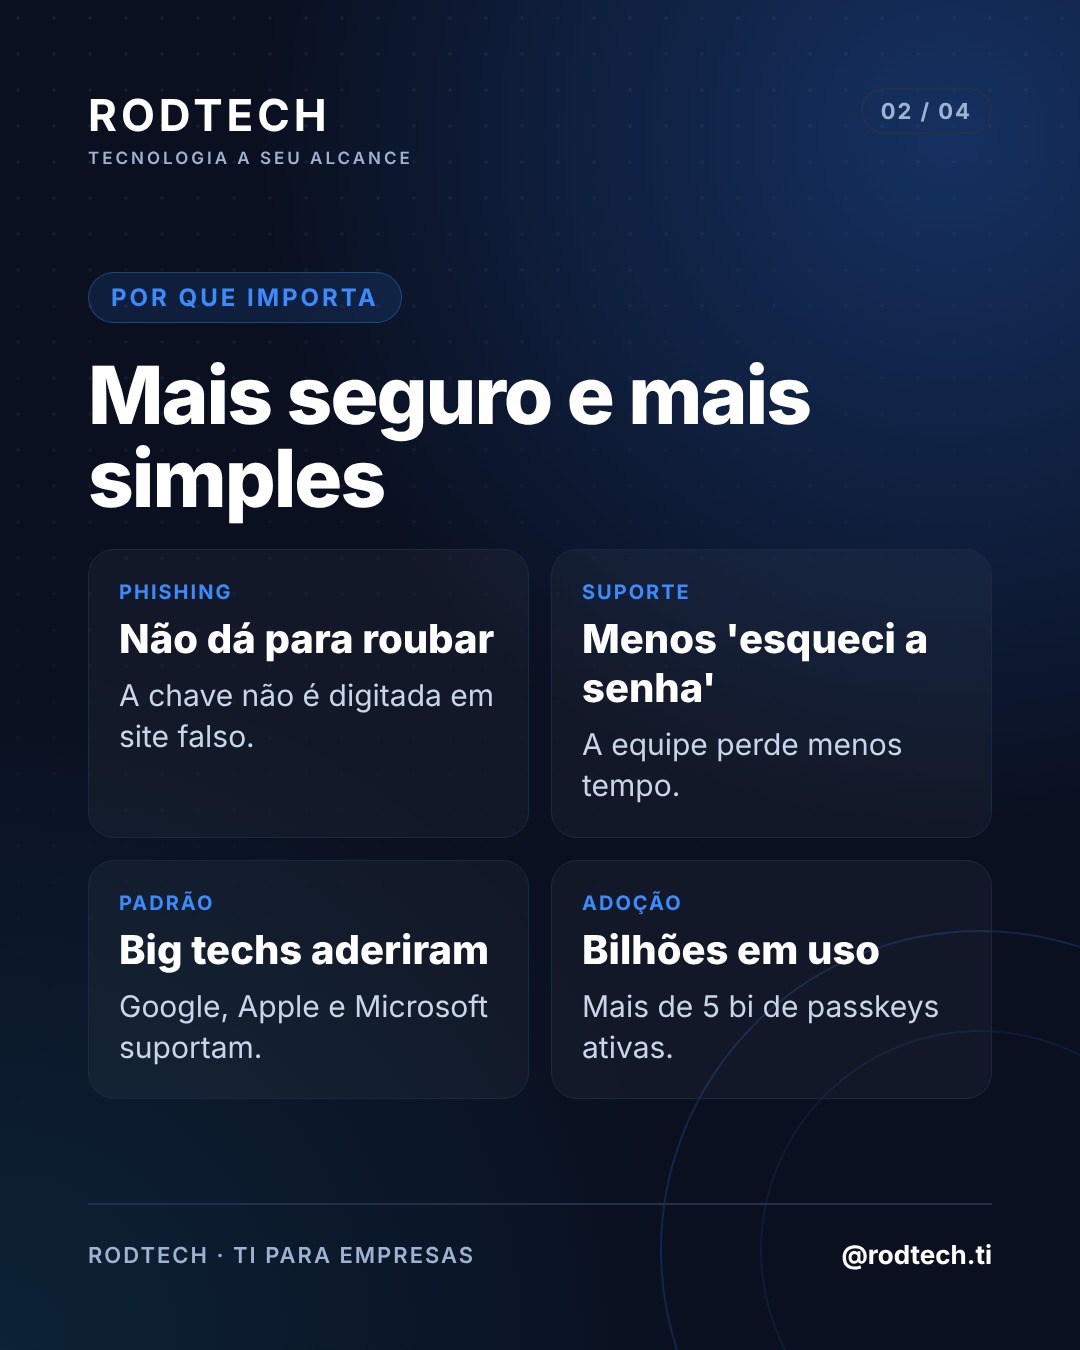 RODTECH
TECNOLOGIA A SEU ALCANCE
02 / 04
POR QUE IMPORTA
Mais seguro e mais
simples
PHISHING
Não dá para roubar
A chave não é digitada em
site falso.
SUPORTE
Menos 'esqueci a
senha'
A equipe perde menos
tempo.
PADRÃO
Big techs aderiram
Google, Apple e Microsoft
suportam.
ADOÇÃO
Bilhões em uso
Mais de 5 bi de passkeys
ativas.
RODTECH · TI PARA EMPRESAS
@rodtech.ti